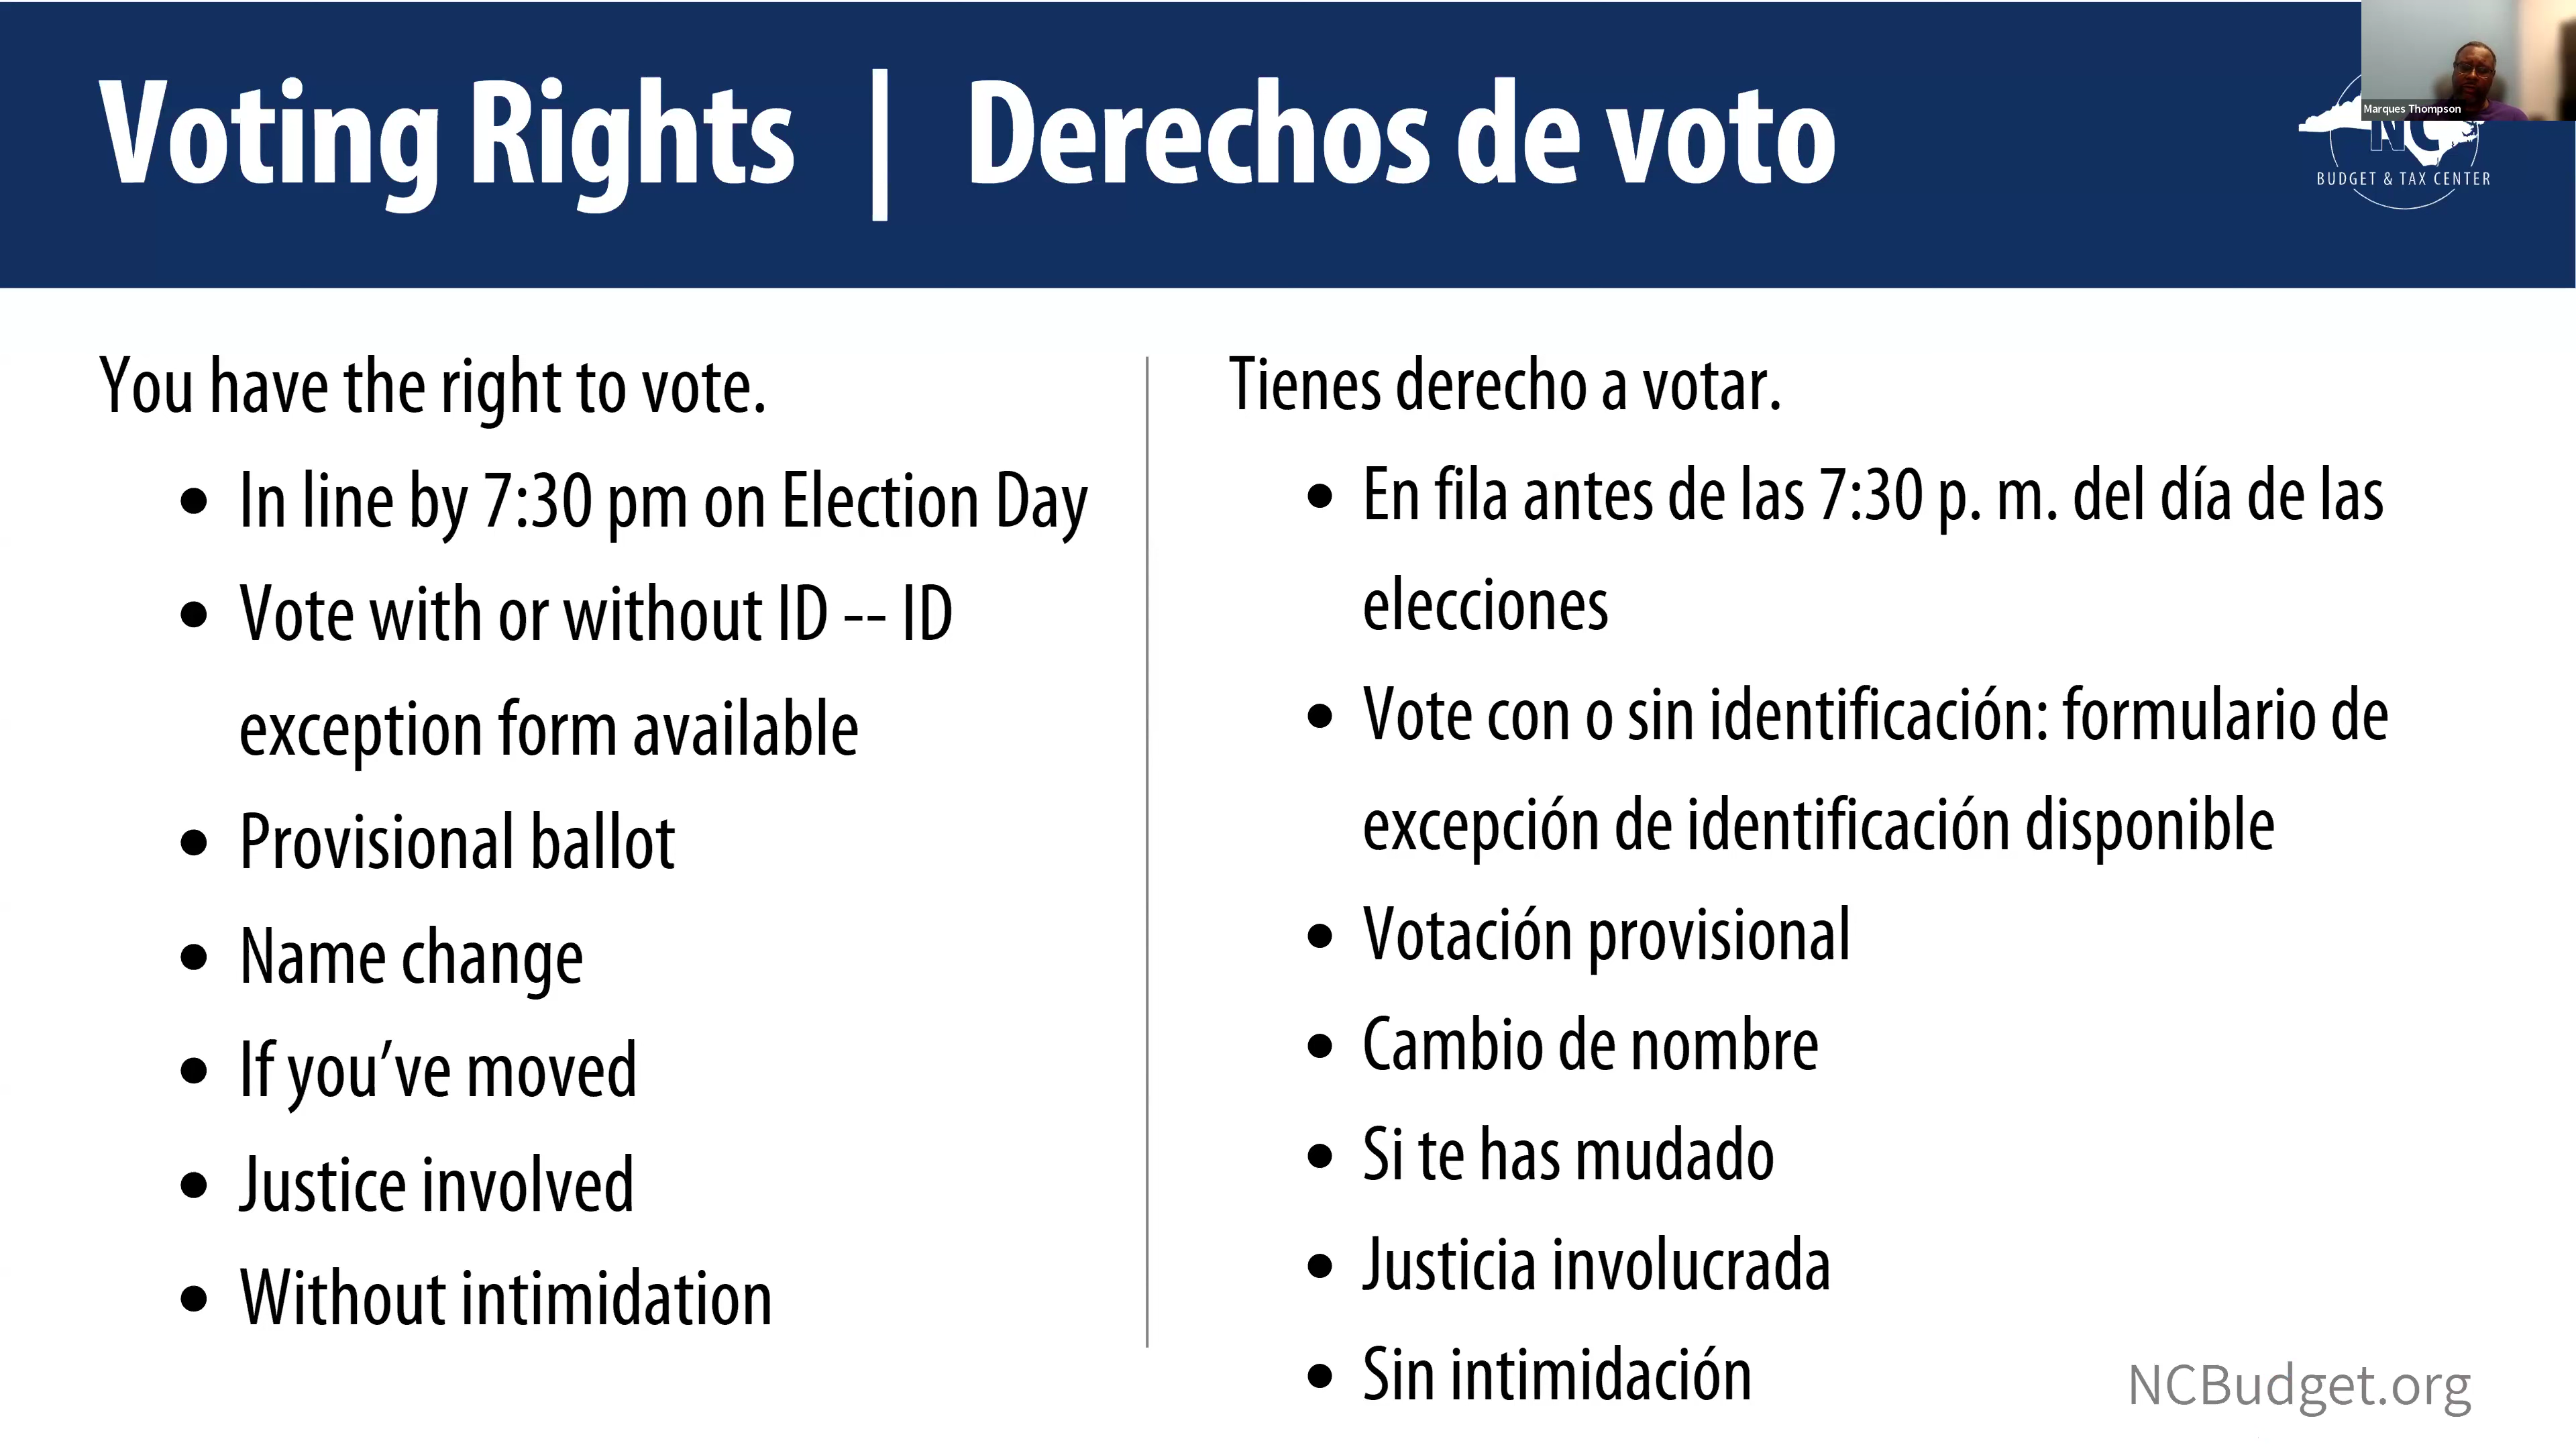 Voting Rights | Derechos de voto
Marques Thompson
NC
BUDGET & TAX CENTER
You have the right to vote.
• In line by 7:30 pm on Election Day
• Vote with or without ID -- ID
exception form available
• Provisional ballot
• Name change
• If you’ve moved
• Justice involved
• Without intimidation
Tienes derecho a votar.
• En fila antes de las 7:30 p. m. del día de las
elecciones
• Vote con o sin identificación: formulario de
excepción de identificación disponible
• Votación provisional
• Cambio de nombre
• Si te has mudado
• Justicia involucrada
• Sin intimidación
NCBudget.org